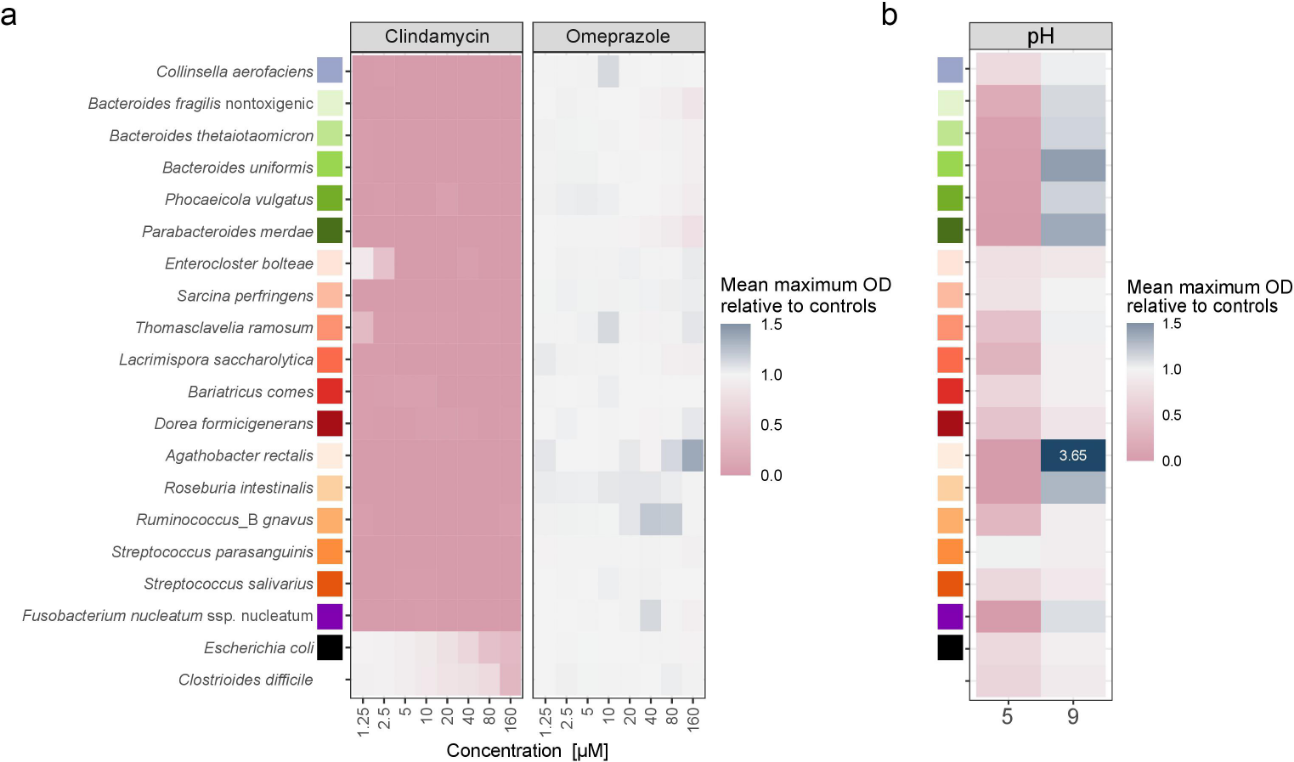 a
Clindamycin
Omeprazole
Collinsella aerofaciens
Bacteroides fragilis nontoxigenic
Bacteroides thetaiotaomicron
Bacteroides uniformis
Phocaeicola vulgatus
Parabacteroides merdae
Enterocloster bolteae
Sarcina perfringens
Thomasclavelia ramosum
Lacrimispora saccharolytica
Bariatricus comes
Dorea formicigenerans
Agathobacter rectalis
Roseburia intestinalis
Ruminococcus_B gnavus
Streptococcus parasanguinis
Streptococcus salivarius
Fusobacterium nucleatum ssp. nucleatum
Escherichia coli
Clostrioides difficile
1.25 2.5 5 10 20 40 80 160
1.25 2.5 5 10 20 40 80 160
Concentration [µM]
Mean maximum OD
relative to controls
1.5
1.0
0.5
0.0
b
pH
3.65
5 9
Mean maximum OD
relative to controls
1.5
1.0
0.5
0.0